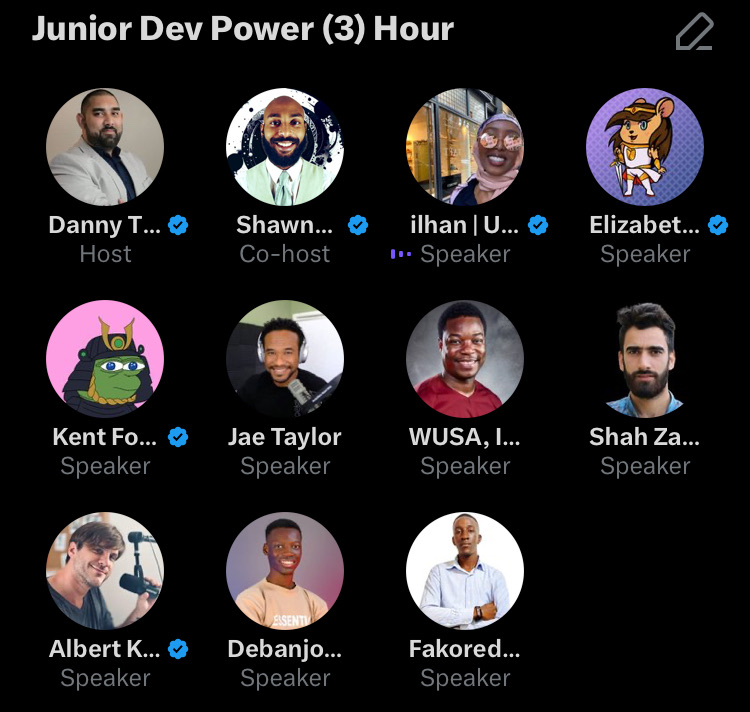 Junior Dev Power (3) Hour
Danny T... Shawn... ilhan | U... Elizabet...
Host Co-host Speaker Speaker
Kent Fo... Jae Taylor WUSA, I... Shah Za...
Speaker Speaker Speaker Speaker
ESSENTI
Albert K... Debanjo... Fakored...
Speaker Speaker Speaker